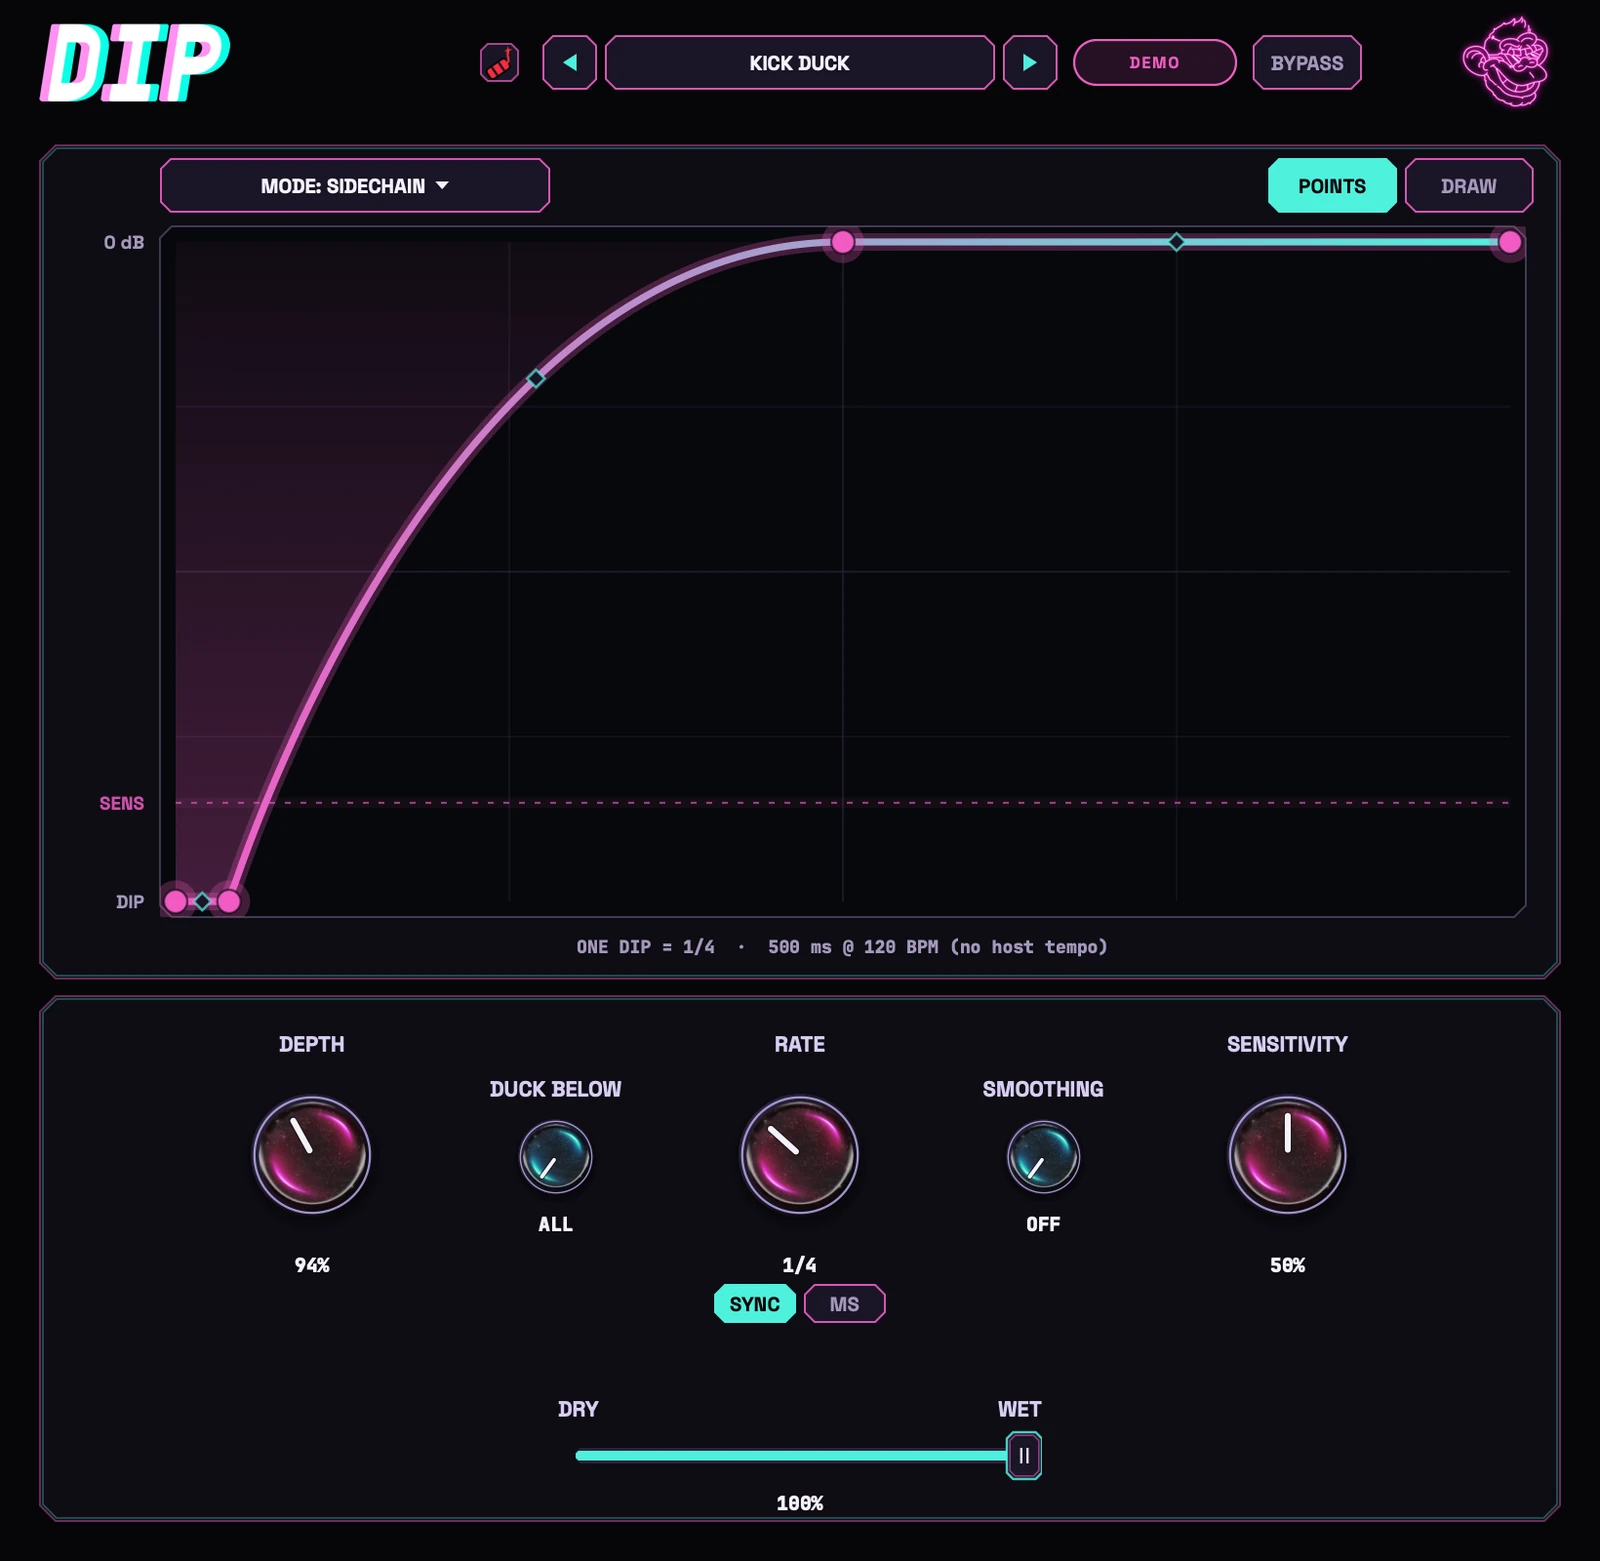 DIP
KICK DUCK
DEMO
BYPASS
MODE: SIDECHAIN
POINTS
DRAW
0 dB
SENS
DIP
ONE DIP = 1/4 · 500 ms @ 120 BPM (no host tempo)
DEPTH
RATE
SENSITIVITY
DUCK BELOW
SMOOTHING
ALL
OFF
94%
1/4
50%
SYNC
MS
DRY
WET
100%